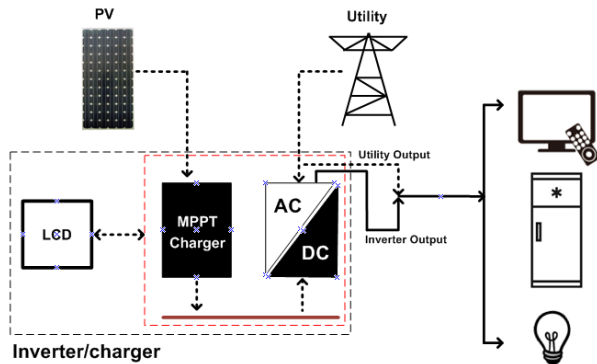 PV
Utility
Utility Output
LCD
MPPT
Charger
AC
DC
Inverter Output
Inverter/charger